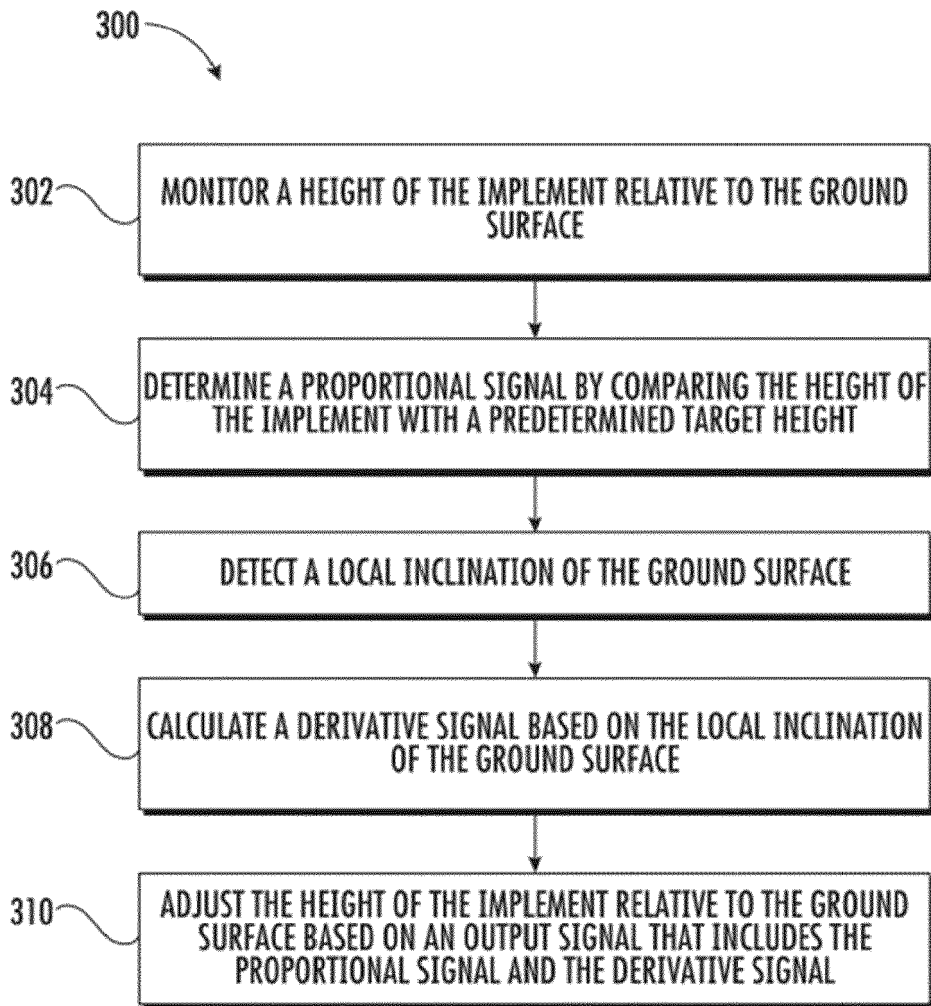 300
302
MONITOR A HEIGHT OF THE IMPLEMENT RELATIVE TO THE GROUND
SURFACE
304
DETERMINE A PROPORTIONAL SIGNAL BY COMPARING THE HEIGHT OF
THE IMPLEMENT WITH A PREDETERMINED TARGET HEIGHT
306
DETECT A LOCAL INCLINATION OF THE GROUND SURFACE
308
CALCULATE A DERIVATIVE SIGNAL BASED ON THE LOCAL INCLINATION
OF THE GROUND SURFACE
310
ADJUST THE HEIGHT OF THE IMPLEMENT RELATIVE TO THE GROUND
SURFACE BASED ON AN OUTPUT SIGNAL THAT INCLUDES THE
PROPORTIONAL SIGNAL AND THE DERIVATIVE SIGNAL